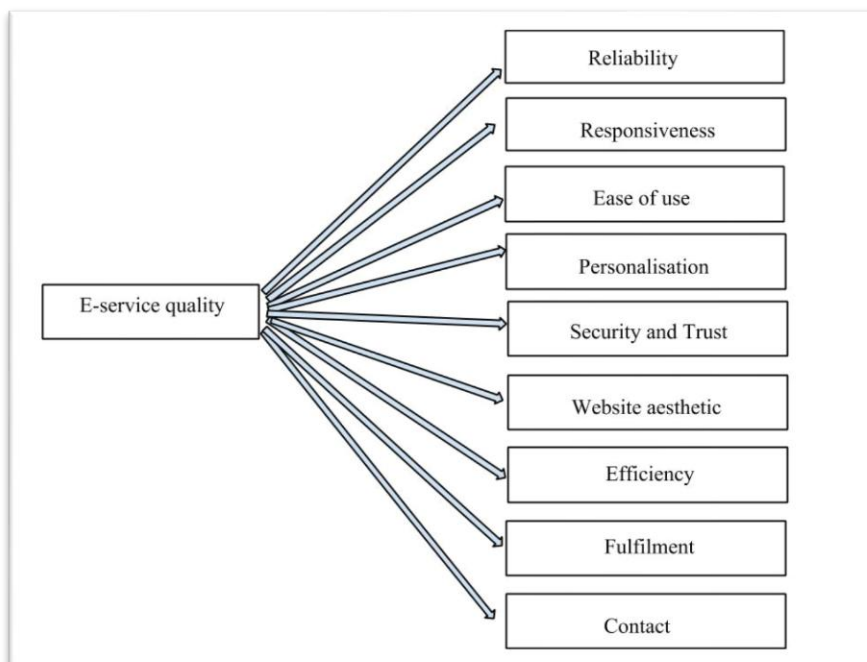 Reliability
Responsiveness
Ease of use
Personalisation
E-service quality
Security and Trust
Website aesthetic
Efficiency
Fulfilment
Contact